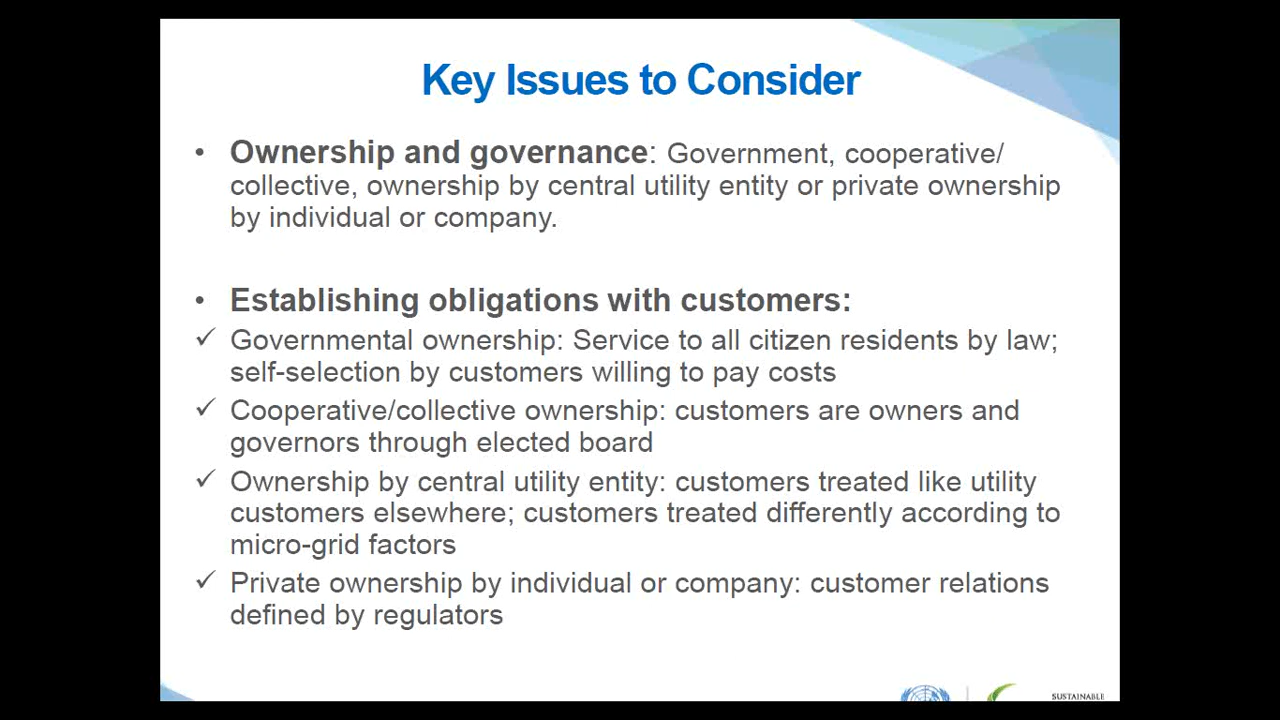 Key Issues to Consider
• Ownership and governance: Government, cooperative/
collective, ownership by central utility entity or private ownership
by individual or company.
• Establishing obligations with customers:
✓ Governmental ownership: Service to all citizen residents by law;
self-selection by customers willing to pay costs
✓ Cooperative/collective ownership: customers are owners and
governors through elected board
✓ Ownership by central utility entity: customers treated like utility
customers elsewhere; customers treated differently according to
micro-grid factors
✓ Private ownership by individual or company: customer relations
defined by regulators
SUSTAINABLE